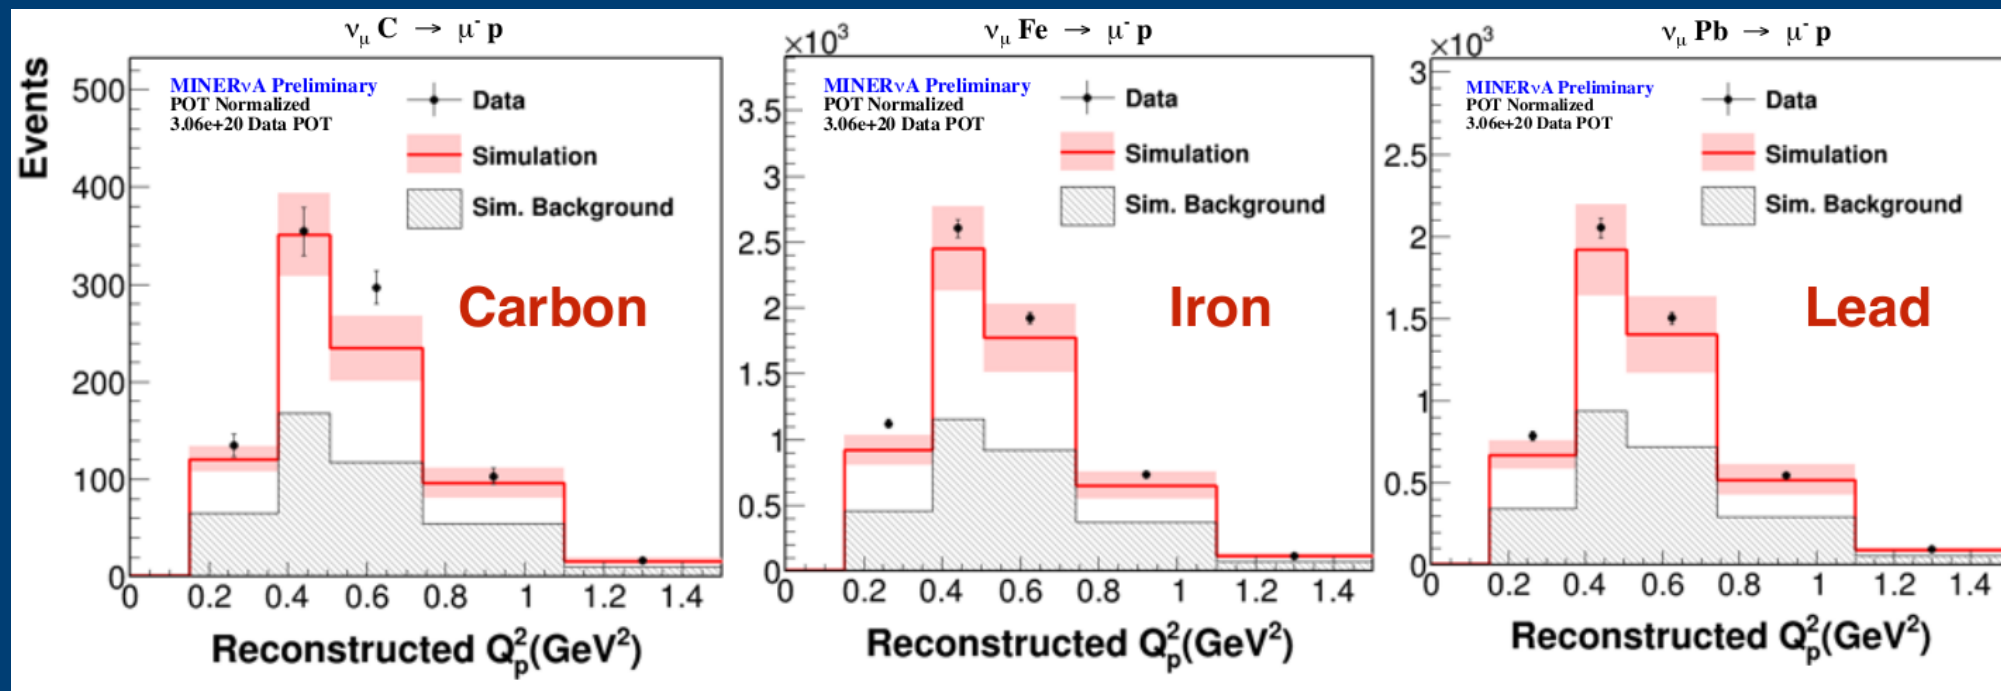 ν_μ C → μ⁻ p
Events
500
400
300
200
100
0
MINERνA Preliminary
POT Normalized
3.06e+20 Data POT
Data
Simulation
Sim. Background
Carbon
0 0.2 0.4 0.6 0.8 1 1.2 1.4
Reconstructed Q²_p(GeV²)
ν_μ Fe → μ⁻ p
×10³
3.5
3
2.5
2
1.5
1
0.5
0
MINERνA Preliminary
POT Normalized
3.06e+20 Data POT
Data
Simulation
Sim. Background
Iron
0 0.2 0.4 0.6 0.8 1 1.2 1.4
Reconstructed Q²_p(GeV²)
ν_μ Pb → μ⁻ p
×10³
3
2.5
2
1.5
1
0.5
0
MINERνA Preliminary
POT Normalized
3.06e+20 Data POT
Data
Simulation
Sim. Background
Lead
0 0.2 0.4 0.6 0.8 1 1.2 1.4
Reconstructed Q²_p(GeV²)